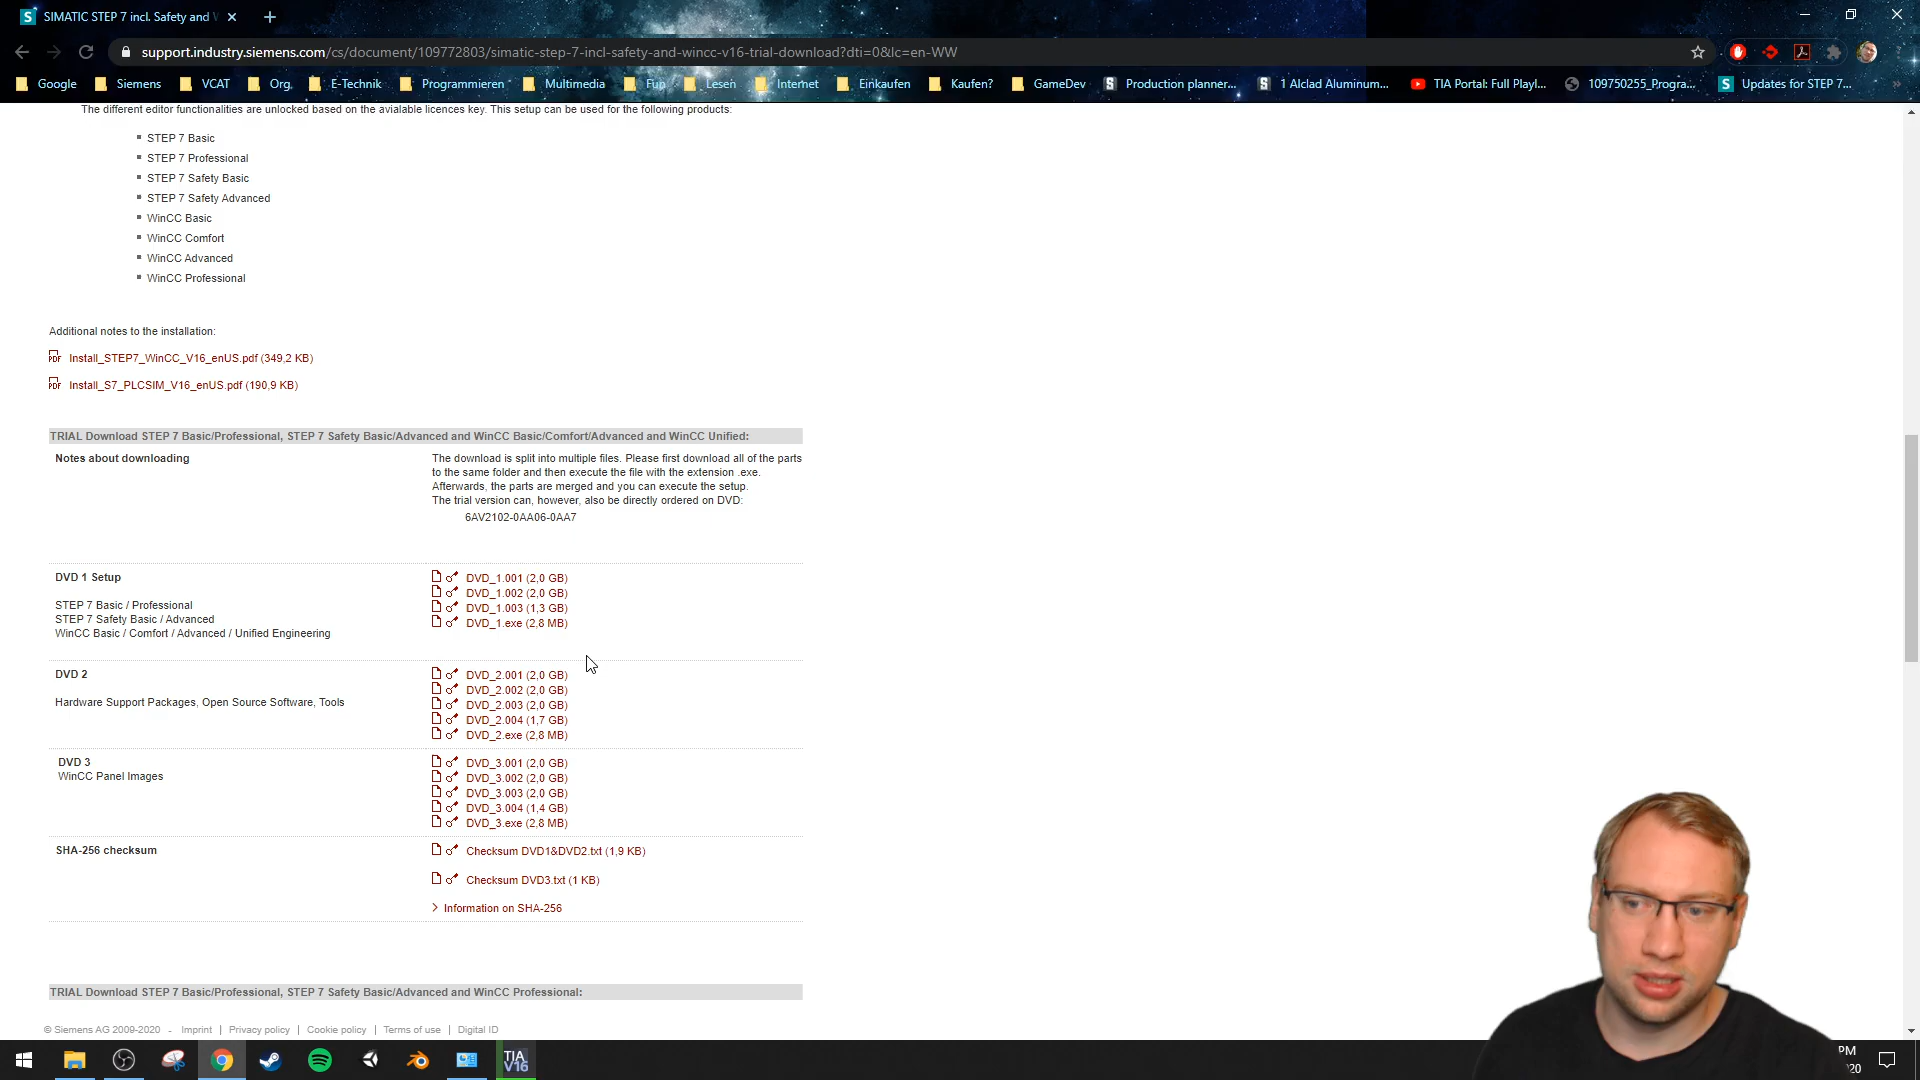 SIMATIC STEP 7 incl. Safety and
support.industry.siemens.com/cs/document/109772803/simatic-step-7-incl-safety-and-wincc-v16-trial-download?dti=0&lc=en-WW
Google Siemens VCAT Org. E-Technik Programmieren Multimedia Fun Lesen Internet Einkaufen Kaufen? GameDev Production planner... 1 Alclad Aluminum... TIA Portal: Full Playl... 109750255_Progra... Updates for STEP 7...
The different editor functionalities are unlocked based on the avialable licences key. This setup can be used for the following products:
STEP 7 Basic
STEP 7 Professional
STEP 7 Safety Basic
STEP 7 Safety Advanced
WinCC Basic
WinCC Comfort
WinCC Advanced
WinCC Professional
Additional notes to the installation:
Install_STEP7_WinCC_V16_enUS.pdf (349,2 KB)
Install_S7_PLCSIM_V16_enUS.pdf (190,9 KB)
TRIAL Download STEP 7 Basic/Professional, STEP 7 Safety Basic/Advanced and WinCC Basic/Comfort/Advanced and WinCC Unified:
Notes about downloading
The download is split into multiple files. Please first download all of the parts
to the same folder and then execute the file with the extension .exe.
Afterwards, the parts are merged and you can execute the setup.
The trial version can, however, also be directly ordered on DVD:
6AV2102-0AA06-0AA7
DVD 1 Setup
STEP 7 Basic / Professional
STEP 7 Safety Basic / Advanced
WinCC Basic / Comfort / Advanced / Unified Engineering
DVD_1.001 (2,0 GB)
DVD_1.002 (2,0 GB)
DVD_1.003 (1,3 GB)
DVD_1.exe (2,8 MB)
DVD 2
Hardware Support Packages, Open Source Software, Tools
DVD_2.001 (2,0 GB)
DVD_2.002 (2,0 GB)
DVD_2.003 (2,0 GB)
DVD_2.004 (1,7 GB)
DVD_2.exe (2,8 MB)
DVD 3
WinCC Panel Images
DVD_3.001 (2,0 GB)
DVD_3.002 (2,0 GB)
DVD_3.003 (2,0 GB)
DVD_3.004 (1,4 GB)
DVD_3.exe (2,8 MB)
SHA-256 checksum
Checksum DVD1&DVD2.txt (1,9 KB)
Checksum DVD3.txt (1 KB)
Information on SHA-256
TRIAL Download STEP 7 Basic/Professional, STEP 7 Safety Basic/Advanced and WinCC Professional:
© Siemens AG 2009-2020 - Imprint | Privacy policy | Cookie policy | Terms of use | Digital ID
TIA
V16
PM
20